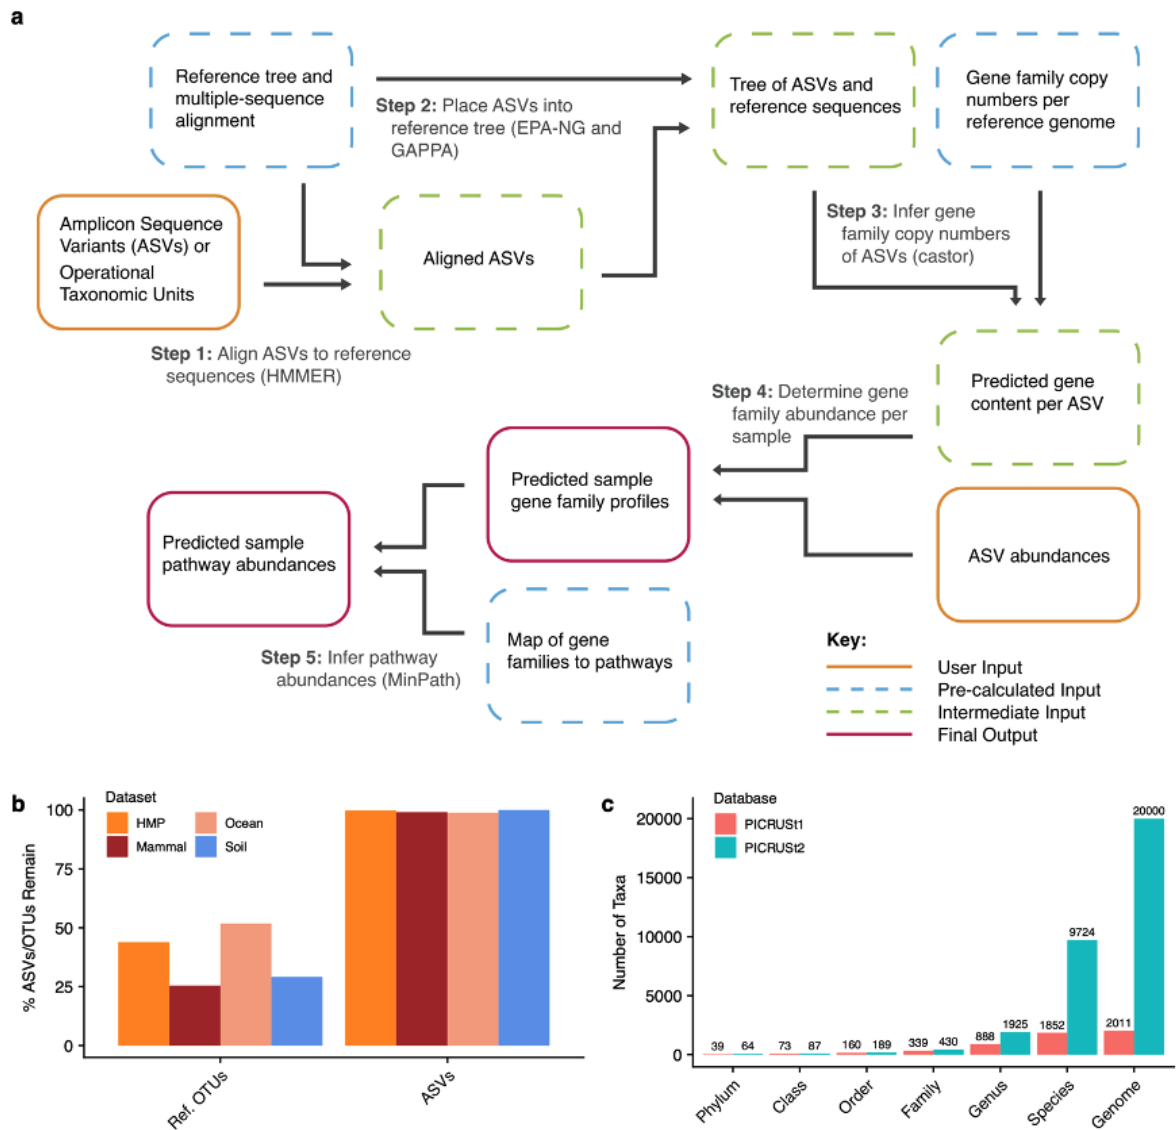 a
Reference tree and
multiple-sequence
alignment
Step 2: Place ASVs into
reference tree (EPA-NG and
GAPPA)
Tree of ASVs and
reference sequences
Gene family copy
numbers per
reference genome
Amplicon Sequence
Variants (ASVs) or
Operational
Taxonomic Units
Aligned ASVs
Step 3: Infer gene
family copy numbers
of ASVs (castor)
Step 1: Align ASVs to reference
sequences (HMMER)
Predicted gene
content per ASV
Step 4: Determine gene
family abundance per
sample
Predicted sample
gene family profiles
Predicted sample
pathway abundances
ASV abundances
Map of gene
families to pathways
Step 5: Infer pathway
abundances (MinPath)
Key:
User Input
Pre-calculated Input
Intermediate Input
Final Output
b
Dataset
HMP
Ocean
Mammal
Soil
% ASVs/OTUs Remain
100
75
50
25
0
Ref. OTUs
ASVs
c
Database
PICRUSt1
PICRUSt2
Number of Taxa
20000
15000
10000
5000
0
39
64
73
87
160
189
339
430
888
1925
1852
9724
2011
20000
Phylum
Class
Order
Family
Genus
Species
Genome